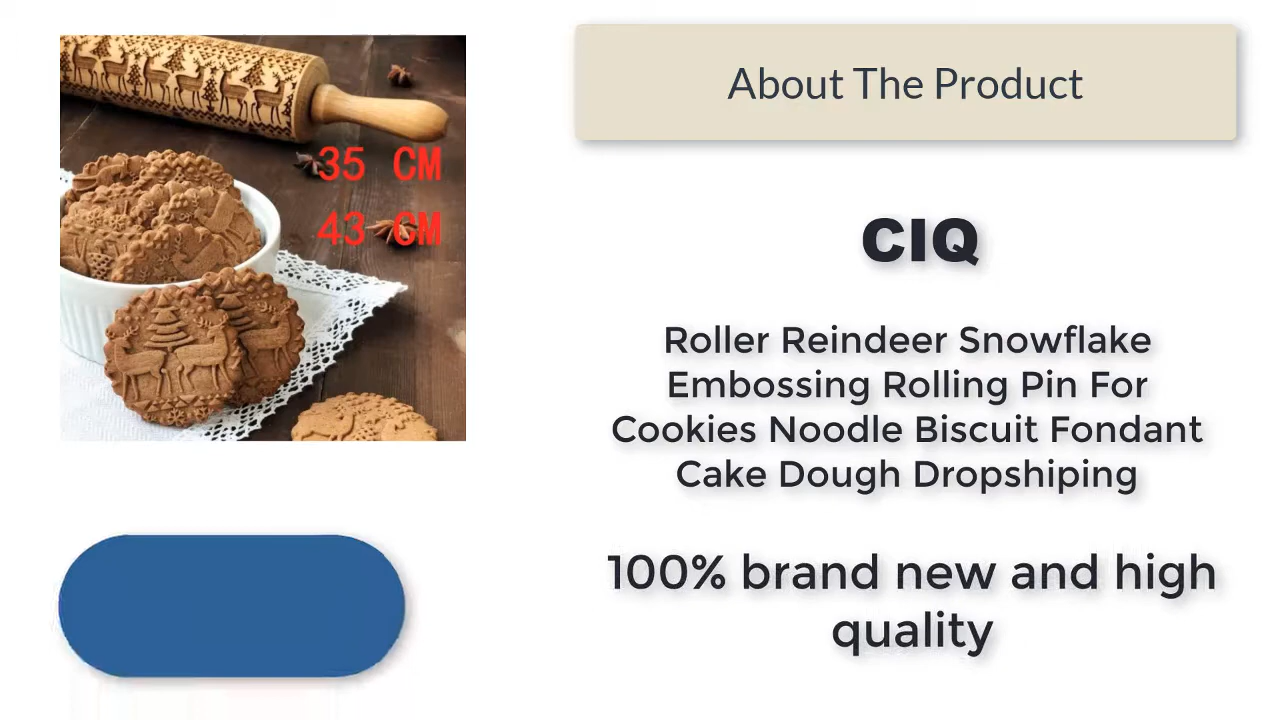 35 CM
43 CM
About The Product
CIQ
Roller Reindeer Snowflake
Embossing Rolling Pin For
Cookies Noodle Biscuit Fondant
Cake Dough Dropshiping
100% brand new and high
quality